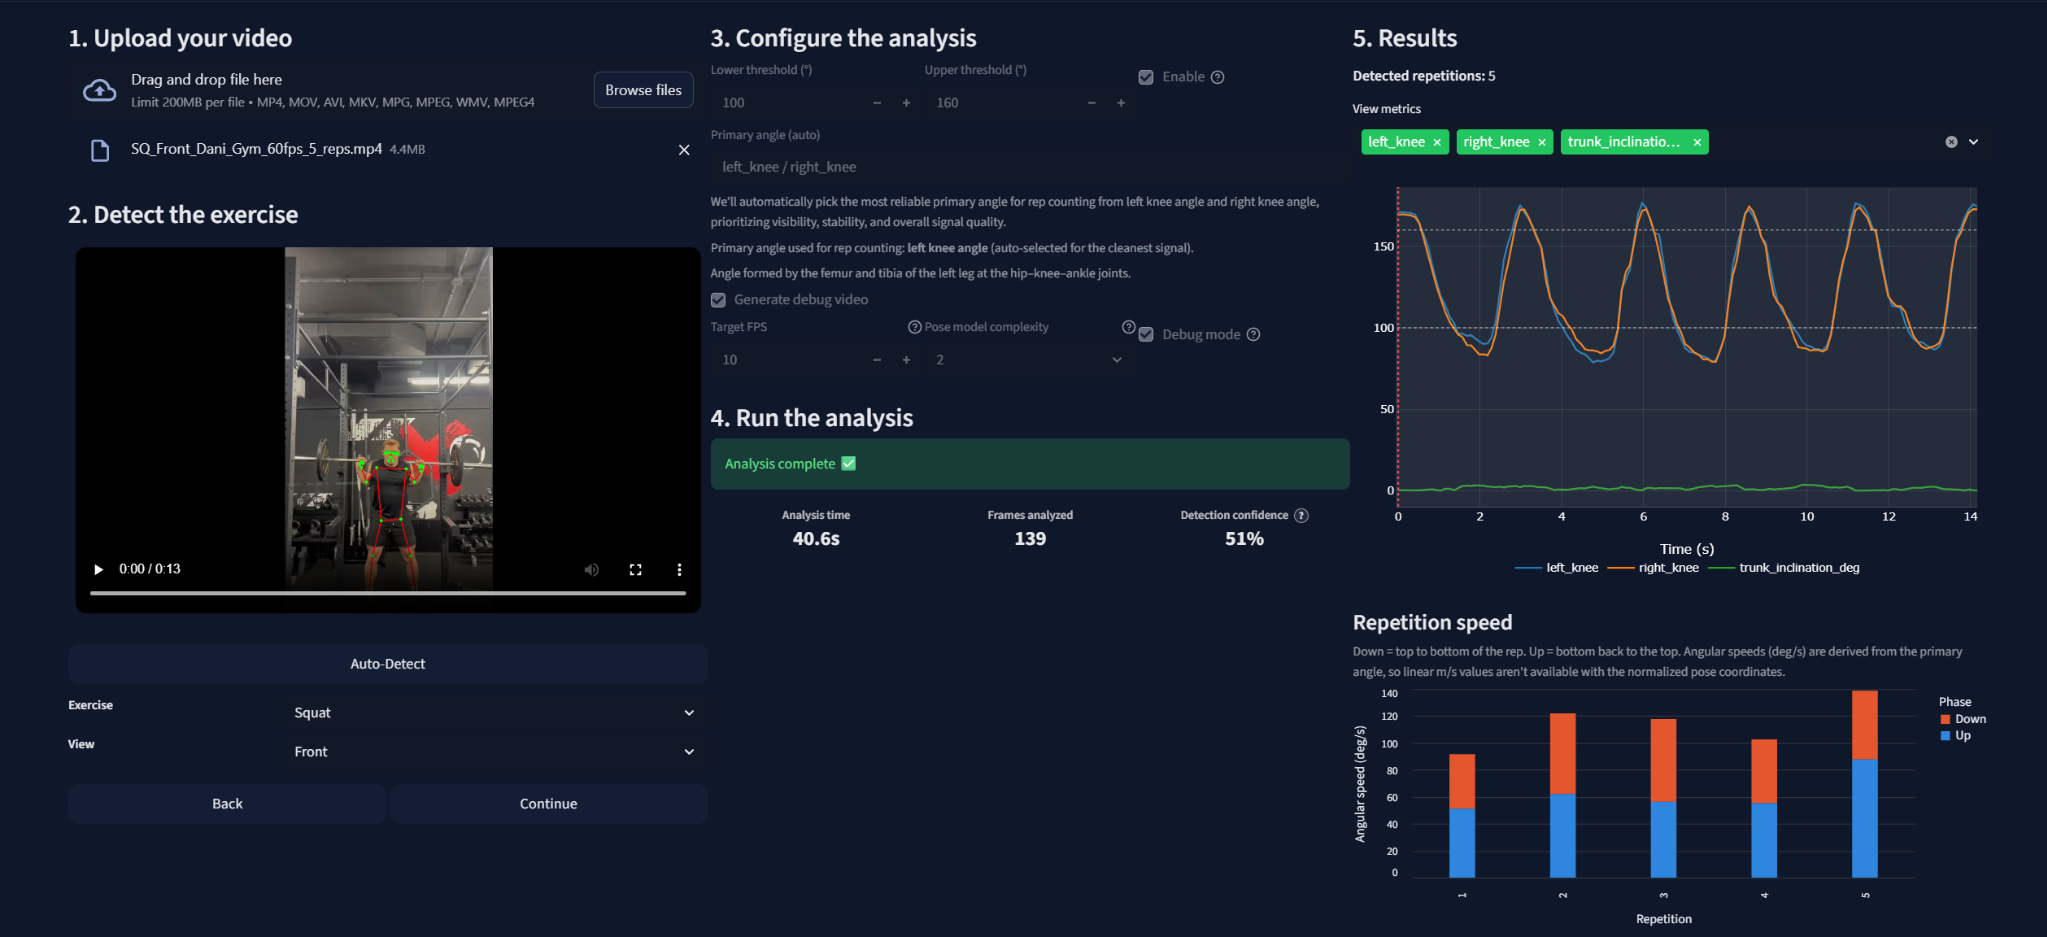 1. Upload your video
Drag and drop file here
Limit 200MB per file • MP4, MOV, AVI, MKV, MPG, MPEG, WMV, MPEG4
Browse files
SQ_Front_Dani_Gym_60fps_5_reps.mp4 4.4MB
2. Detect the exercise
0:00 / 0:13
Auto-Detect
Exercise
Squat
View
Front
Back
Continue
3. Configure the analysis
Lower threshold (°)
Upper threshold (°)
Enable
100
160
Primary angle (auto)
left_knee / right_knee
We'll automatically pick the most reliable primary angle for rep counting from left knee angle and right knee angle,
prioritizing visibility, stability, and overall signal quality.
Primary angle used for rep counting: left knee angle (auto-selected for the cleanest signal).
Angle formed by the femur and tibia of the left leg at the hip–knee–ankle joints.
Generate debug video
Target FPS
Pose model complexity
Debug mode
10
2
4. Run the analysis
Analysis complete
Analysis time
Frames analyzed
Detection confidence
40.6s
139
51%
5. Results
Detected repetitions: 5
View metrics
left_knee
right_knee
trunk_inclinatio...
150
100
50
0
0 2 4 6 8 10 12 14
Time (s)
left_knee right_knee trunk_inclination_deg
Repetition speed
Down = top to bottom of the rep. Up = bottom back to the top. Angular speeds (deg/s) are derived from the primary
angle, so linear m/s values aren't available with the normalized pose coordinates.
Angular speed (deg/s)
140
120
100
80
60
40
20
0
1 2 3 4 5
Repetition
Phase
Down
Up